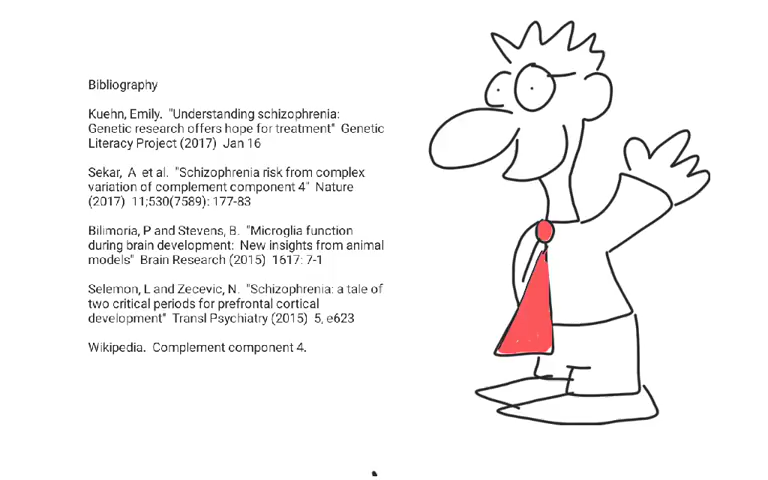 Bibliography
Kuehn, Emily.  "Understanding schizophrenia:
Genetic research offers hope for treatment"  Genetic
Literacy Project (2017)  Jan 16
Sekar,  A  et al.  "Schizophrenia risk from complex
variation of complement component 4"  Nature
(2017)  11;530(7589): 177-83
Bilimoria, P and Stevens, B.  "Microglia function
during brain development:  New insights from animal
models"  Brain Research (2015)  1617: 7-1
Selemon, L and Zecevic, N.  "Schizophrenia: a tale of
two critical periods for prefrontal cortical
development"  Transl Psychiatry (2015)  5, e623
Wikipedia.  Complement component 4.